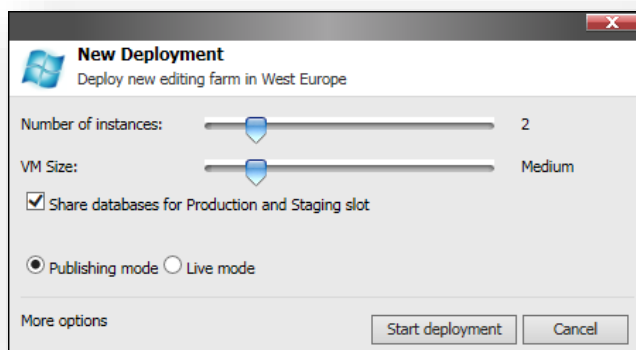 New Deployment
Deploy new editing farm in West Europe
Number of instances: 2
VM Size: Medium
Share databases for Production and Staging slot
Publishing mode Live mode
More options Start deployment Cancel